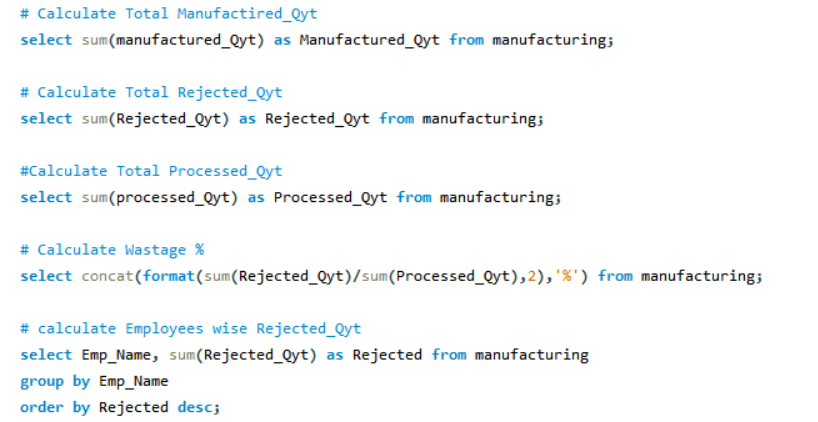 # Calculate Total Manufactired_Qyt
select sum(manufactured_Qyt) as Manufactured_Qyt from manufacturing;
# Calculate Total Rejected_Qyt
select sum(Rejected_Qyt) as Rejected_Qyt from manufacturing;
#Calculate Total Processed_Qyt
select sum(processed_Qyt) as Processed_Qyt from manufacturing;
# Calculate Wastage %
select concat(format(sum(Rejected_Qyt)/sum(Processed_Qyt),2),'%') from manufacturing;
# calculate Employees wise Rejected_Qyt
select Emp_Name, sum(Rejected_Qyt) as Rejected from manufacturing
group by Emp_Name
order by Rejected desc;